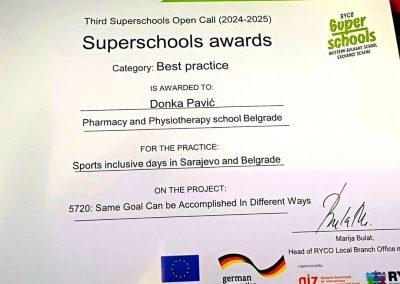 Third Superschools Open Call (2024-2025)
RYCO
Super
schools
WESTERN BALKANS SCHOOL
EXCHANGE SCHEME
Superschools awards
Category: Best practice
IS AWARDED TO:
Donka Pavić
Pharmacy and Physiotherapy school Belgrade
FOR THE PRACTICE:
Sports inclusive days in Sarajevo and Belgrade
ON THE PROJECT:
5720: Same Goal Can be Accomplished In Different Ways
Marija Bulat,
Head of RYCO Local Branch Office in
german
giz